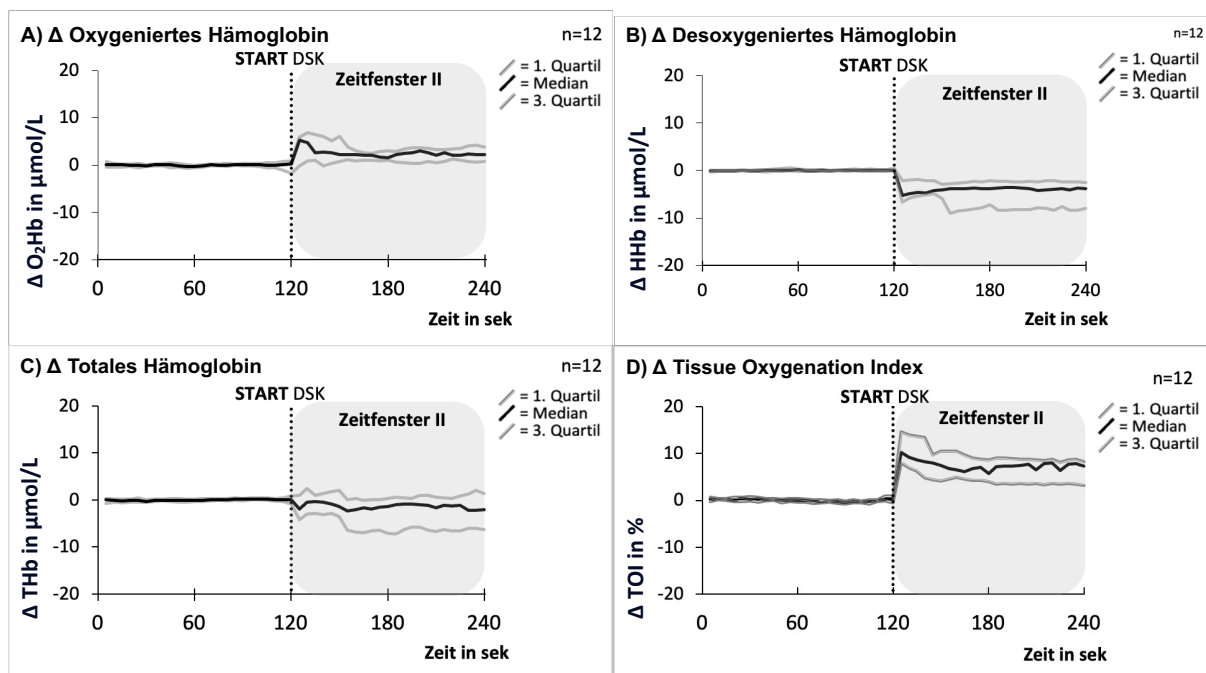 A) Δ Oxygeniertes Hämoglobin
n=12
START DSK
= 1. Quartil
= Median
= 3. Quartil
Zeitfenster II
Δ O₂Hb in μmol/L
20
10
0
-10
-20
0 60 120 180 240
Zeit in sek
B) Δ Desoxygeniertes Hämoglobin
n=12
START DSK
= 1. Quartil
= Median
= 3. Quartil
Zeitfenster II
Δ HHb in μmol/L
20
10
0
-10
-20
0 60 120 180 240
Zeit in sek
C) Δ Totales Hämoglobin
n=12
START DSK
= 1. Quartil
= Median
= 3. Quartil
Zeitfenster II
Δ THb in μmol/L
20
10
0
-10
-20
0 60 120 180 240
Zeit in sek
D) Δ Tissue Oxygenation Index
n=12
START DSK
= 1. Quartil
= Median
= 3. Quartil
Zeitfenster II
Δ TOI in %
20
10
0
-10
-20
0 60 120 180 240
Zeit in sek